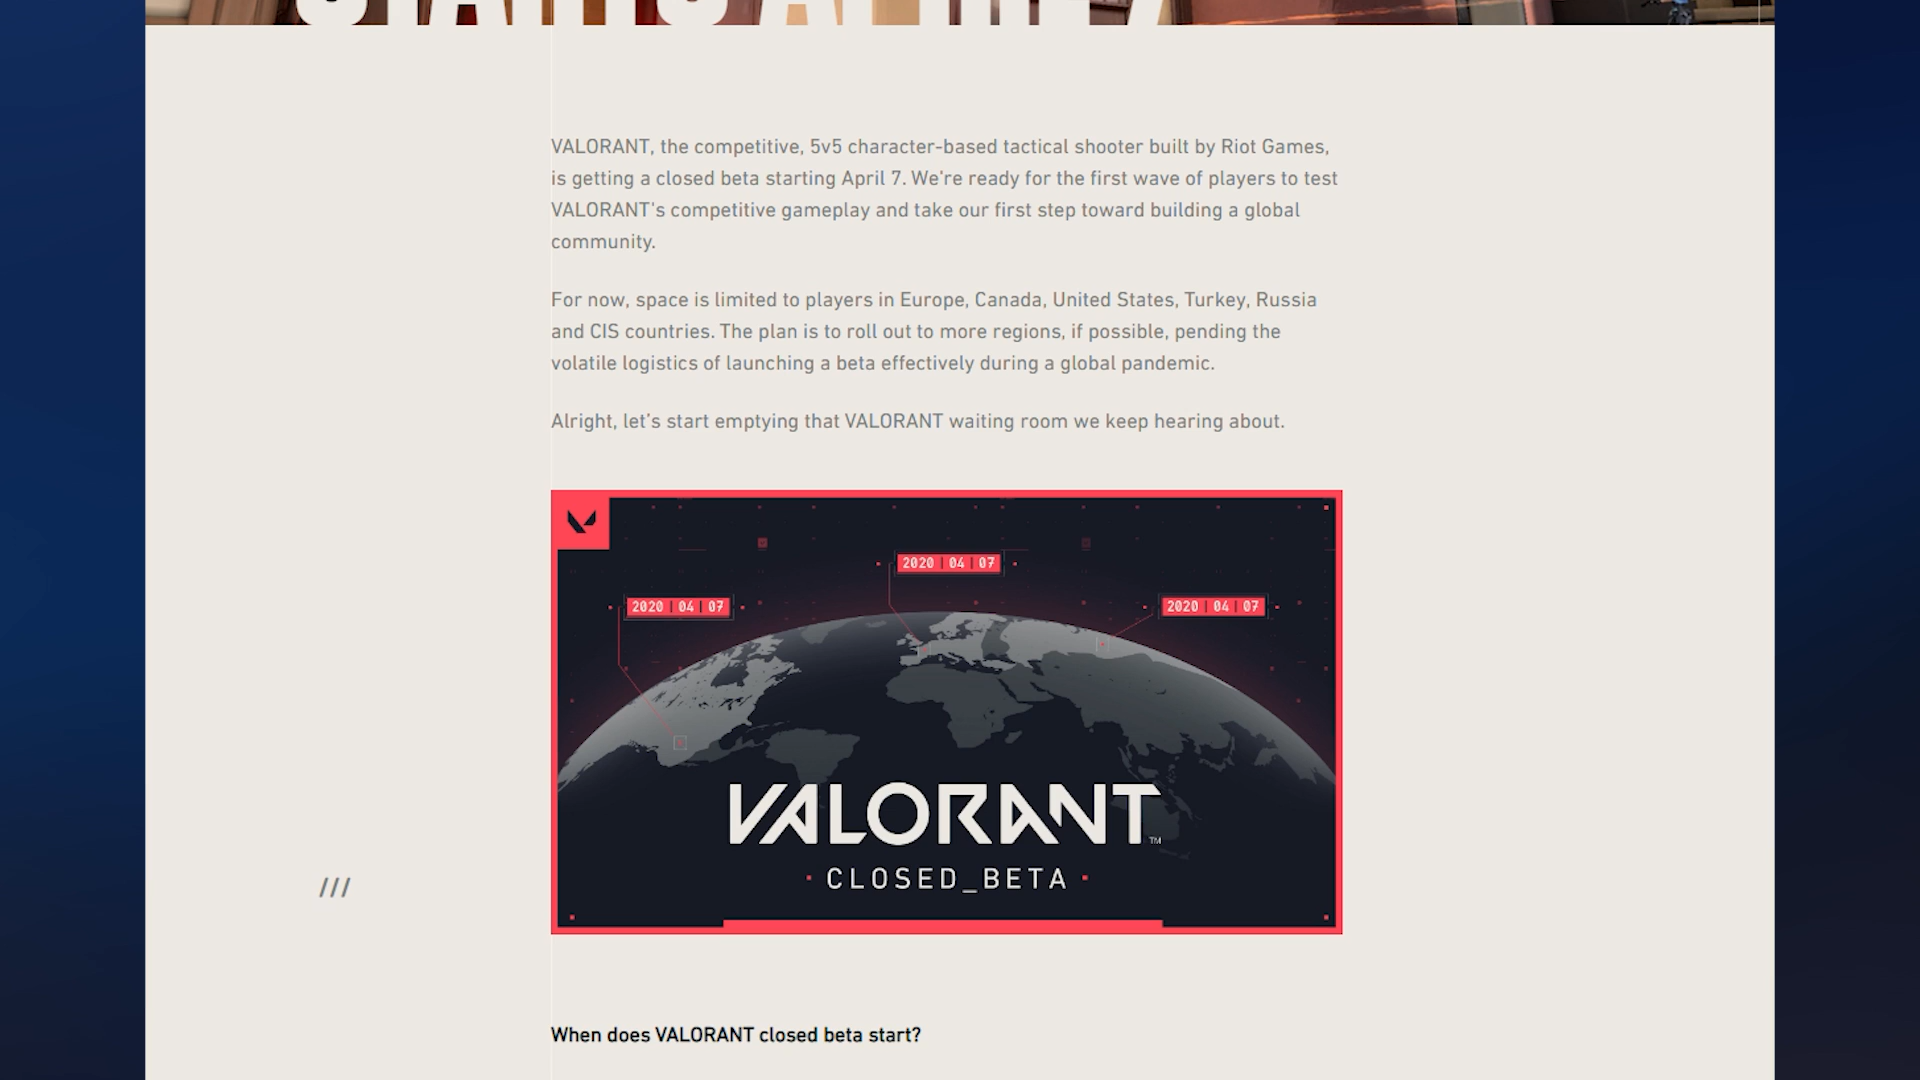 STARTS APRIL 7
VALORANT, the competitive, 5v5 character-based tactical shooter built by Riot Games,
is getting a closed beta starting April 7. We're ready for the first wave of players to test
VALORANT's competitive gameplay and take our first step toward building a global
community.
For now, space is limited to players in Europe, Canada, United States, Turkey, Russia
and CIS countries. The plan is to roll out to more regions, if possible, pending the
volatile logistics of launching a beta effectively during a global pandemic.
Alright, let’s start emptying that VALORANT waiting room we keep hearing about.
2020 | 04 | 07
2020 | 04 | 07
2020 | 04 | 07
VALORANT™
· CLOSED_BETA ·
///
When does VALORANT closed beta start?